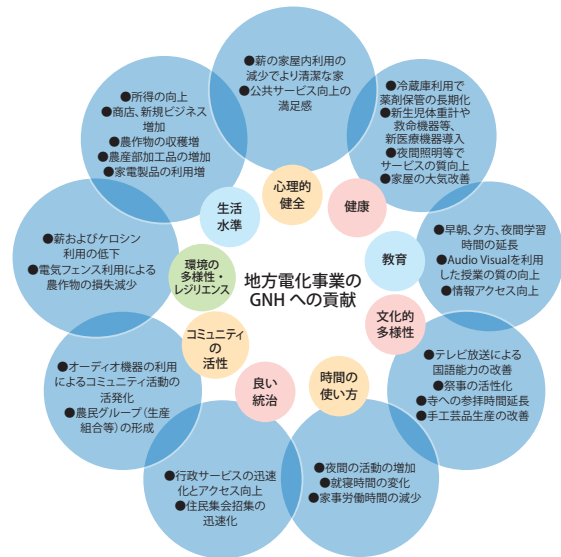 ●薪の家屋内利用の
減少でより清潔な家
●公共サービス向上の
満足感
●冷蔵庫利用で
薬剤保管の長期化
●新生児体重計や
救命機器等、
新医療機器導入
●夜間照明等で
サービスの質向上
●家屋の大気改善
●早朝、夕方、夜間学習
時間の延長
●Audio Visualを利用
した授業の質の向上
●情報アクセス向上
●テレビ放送による
国語能力の改善
●祭事の活性化
●寺への参拝時間延長
●手工芸品生産の改善
●夜間の活動の増加
●就寝時間の変化
●家事労働時間の減少
●行政サービスの迅速
化とアクセス向上
●住民集会招集の
迅速化
●オーディオ機器の利用
によるコミュニティ活動の
活発化
●農民グループ（生産
組合等）の形成
●薪およびケロシン
利用の低下
●電気フェンス利用による
農作物の損失減少
●所得の向上
●商店、新規ビジネス
増加
●農作物の収穫増
●農産部加工品の増加
●家電製品の利用増
心理的
健全
健康
教育
文化的
多様性
時間の
使い方
良い
統治
コミュニティ
の
活性
環境の
多様性・
レジリエンス
生活
水準
地方電化事業の
GNH への貢献